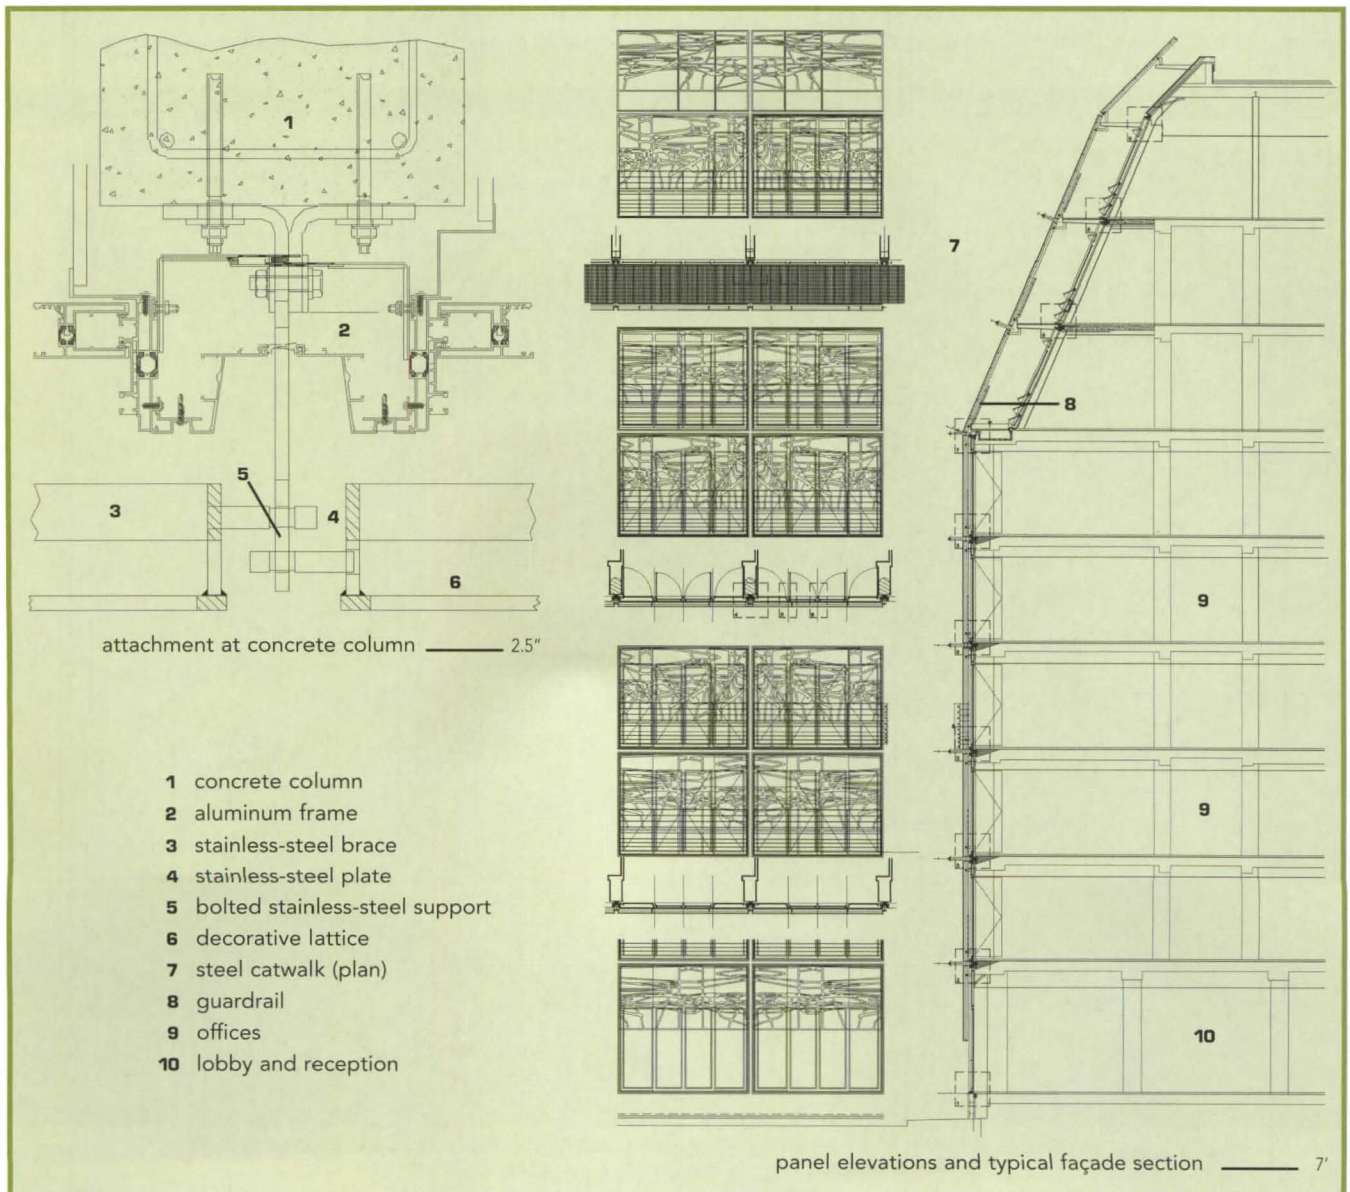 1
2
3
4
5
6
attachment at concrete column 2.5"
1 concrete column
2 aluminum frame
3 stainless-steel brace
4 stainless-steel plate
5 bolted stainless-steel support
6 decorative lattice
7 steel catwalk (plan)
8 guardrail
9 offices
10 lobby and reception
7
8
9
9
10
panel elevations and typical façade section 7'